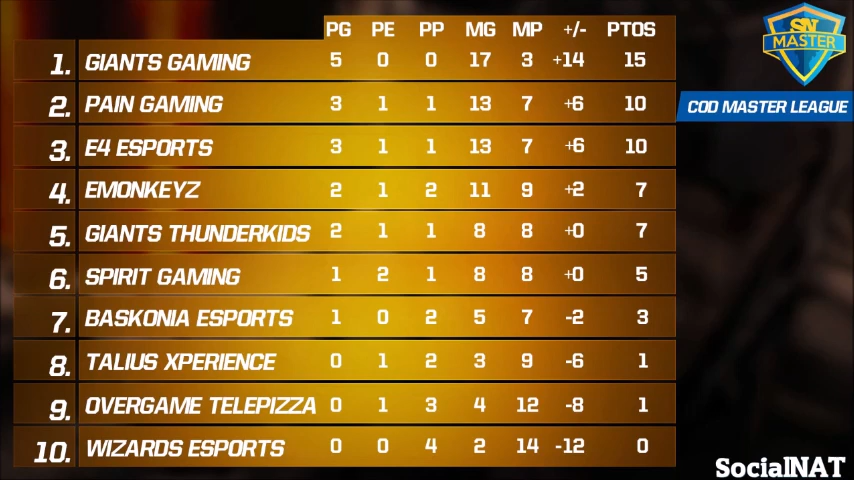 PG PE PP MG MP +/- PTOS
1. GIANTS GAMING 5 0 0 17 3 +14 15
2. PAIN GAMING 3 1 1 13 7 +6 10
3. E4 ESPORTS 3 1 1 13 7 +6 10
4. EMONKEYZ 2 1 2 11 9 +2 7
5. GIANTS THUNDERKIDS 2 1 1 8 8 +0 7
6. SPIRIT GAMING 1 2 1 8 8 +0 5
7. BASKONIA ESPORTS 1 0 2 5 7 -2 3
8. TALIUS XPERIENCE 0 1 2 3 9 -6 1
9. OVERGAME TELEPIZZA 0 1 3 4 12 -8 1
10. WIZARDS ESPORTS 0 0 4 2 14 -12 0
SN
MASTER
COD MASTER LEAGUE
SocialNAT